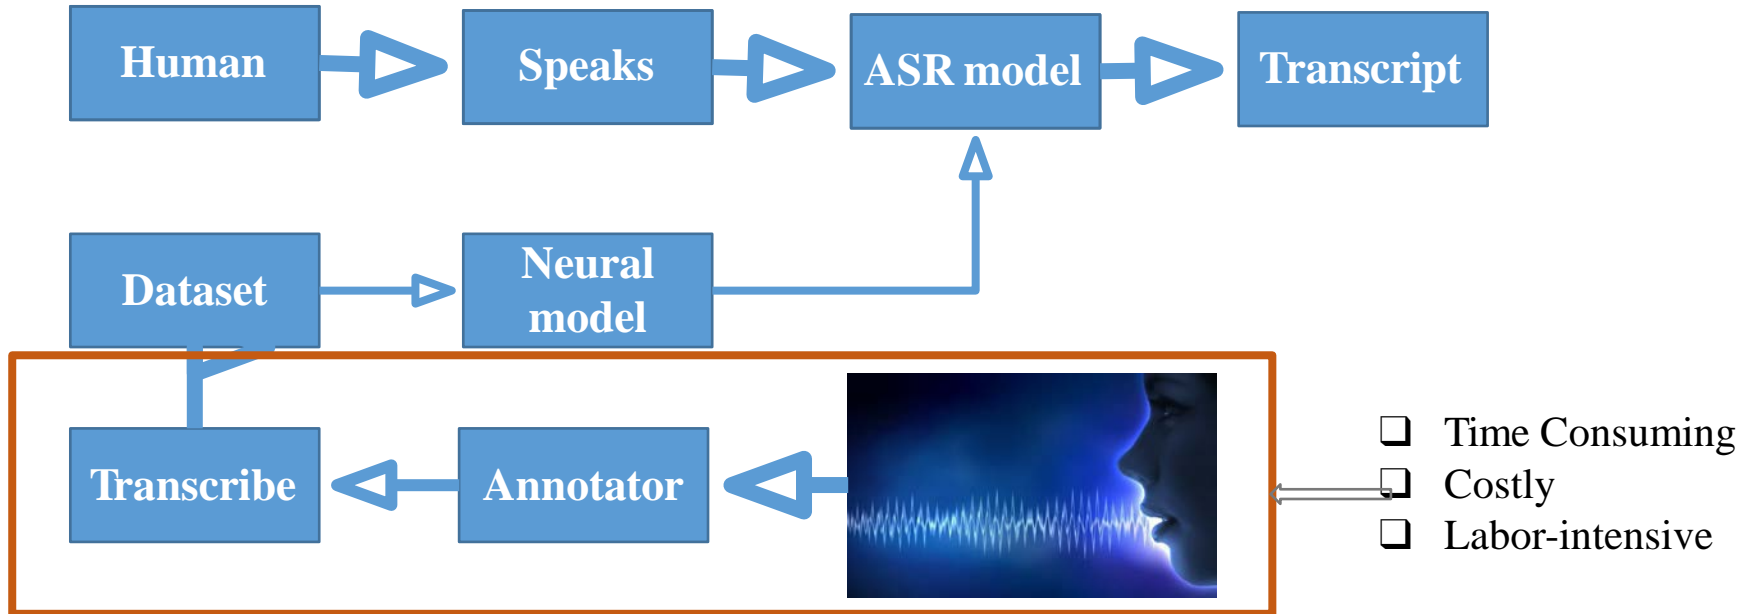 Human
Speaks
ASR model
Transcript
Dataset
Neural
model
Transcribe
Annotator
❑ Time Consuming
❑ Costly
❑ Labor-intensive